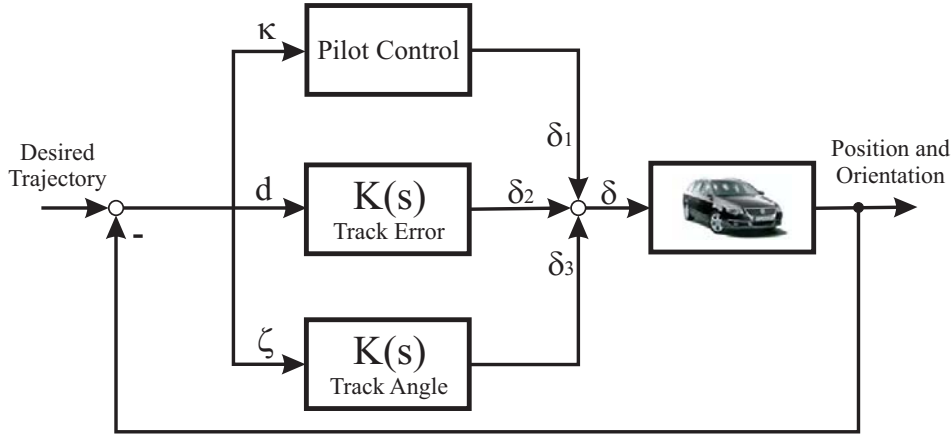 κ
Pilot Control
Desired
Trajectory
d
K(s)
Track Error
δ1
δ2
δ
δ3
Position and
Orientation
-
ζ
K(s)
Track Angle